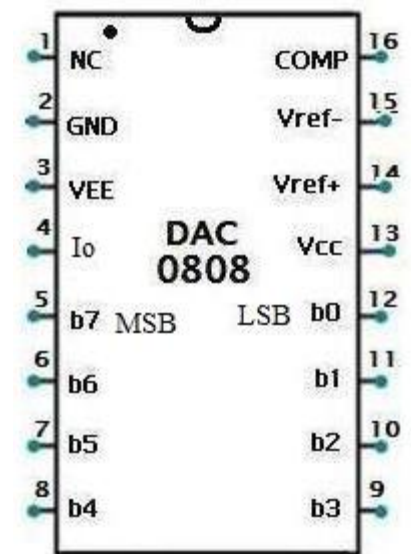 1 NC COMP 16
2 GND Vref- 15
3 VEE Vref+ 14
4 Io DAC Vcc 13
0808
5 b7 MSB LSB b0 12
6 b6 b1 11
7 b5 b2 10
8 b4 b3 9